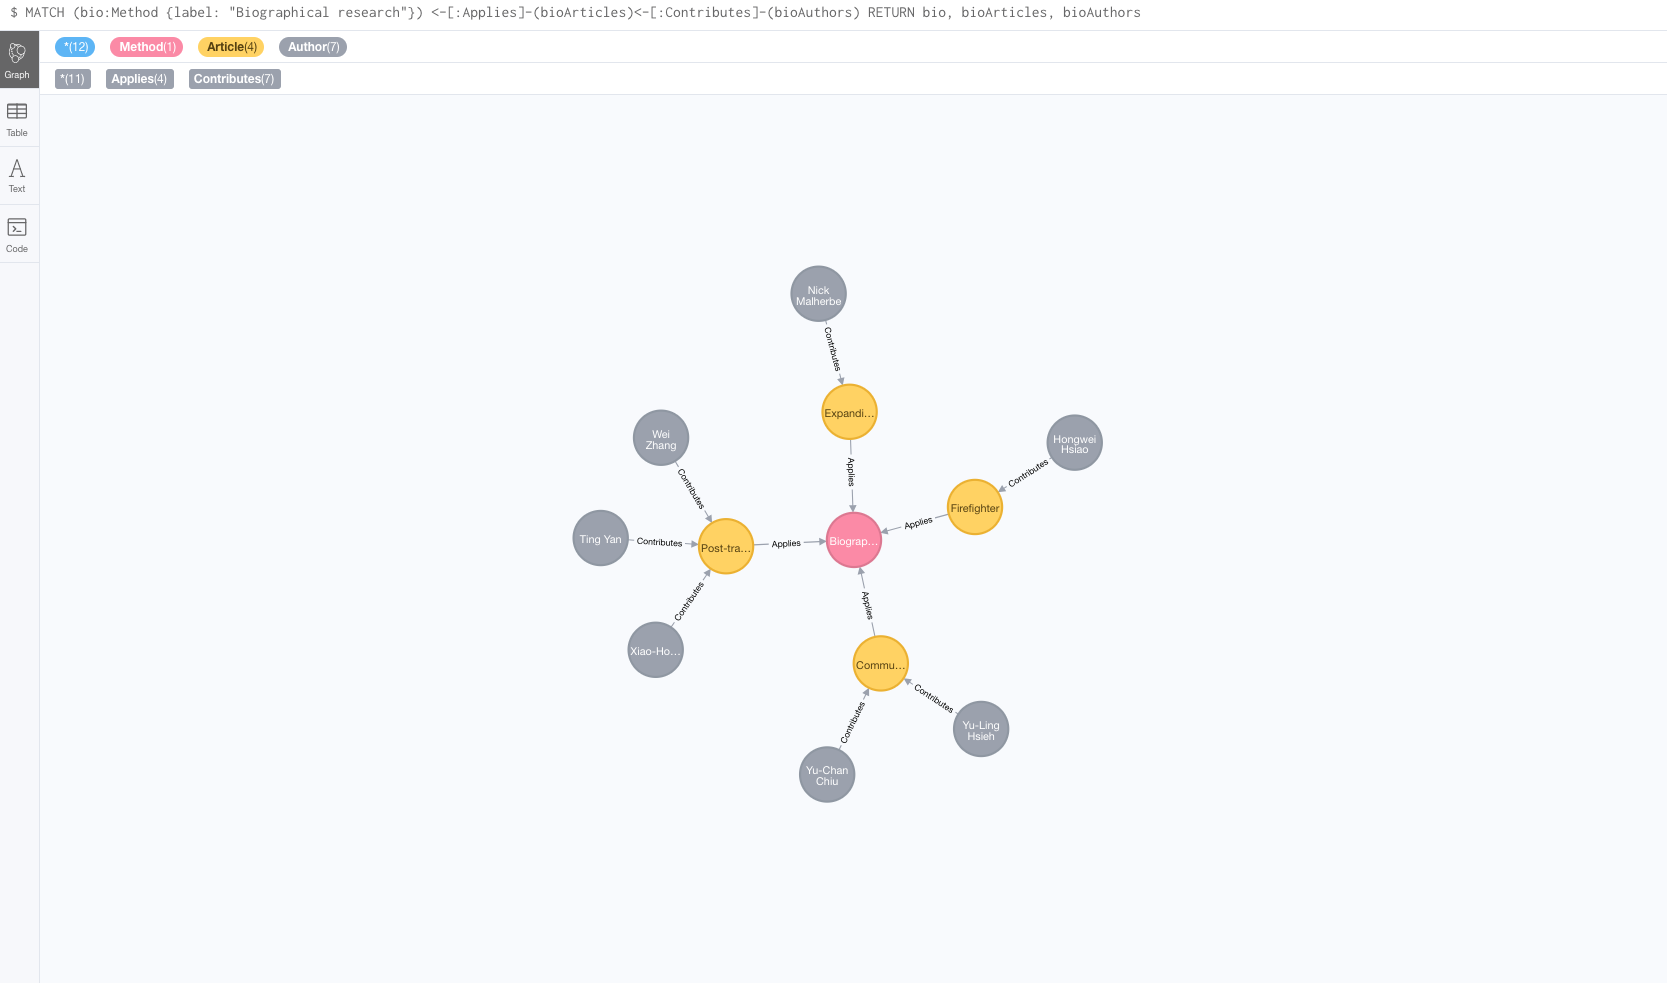 $ MATCH (bio:Method {label: "Biographical research"}) <-[:Applies]-(bioArticles)<-[:Contributes]-(bioAuthors) RETURN bio, bioArticles, bioAuthors
*(12) Method(1) Article(4) Author(7)
*(11) Applies(4) Contributes(7)
Graph
Table
Text
Code
Nick
Malherbe
Contributes
Expandi...
Applies
Wei
Zhang
Contributes
Hongwei
Hsiao
Contributes
Firefighter
Applies
Ting Yan
Contributes
Post-tra...
Applies
Biograp...
Xiao-Ho...
Contributes
Applies
Commu...
Contributes
Yu-Ling
Hsieh
Contributes
Yu-Chan
Chiu